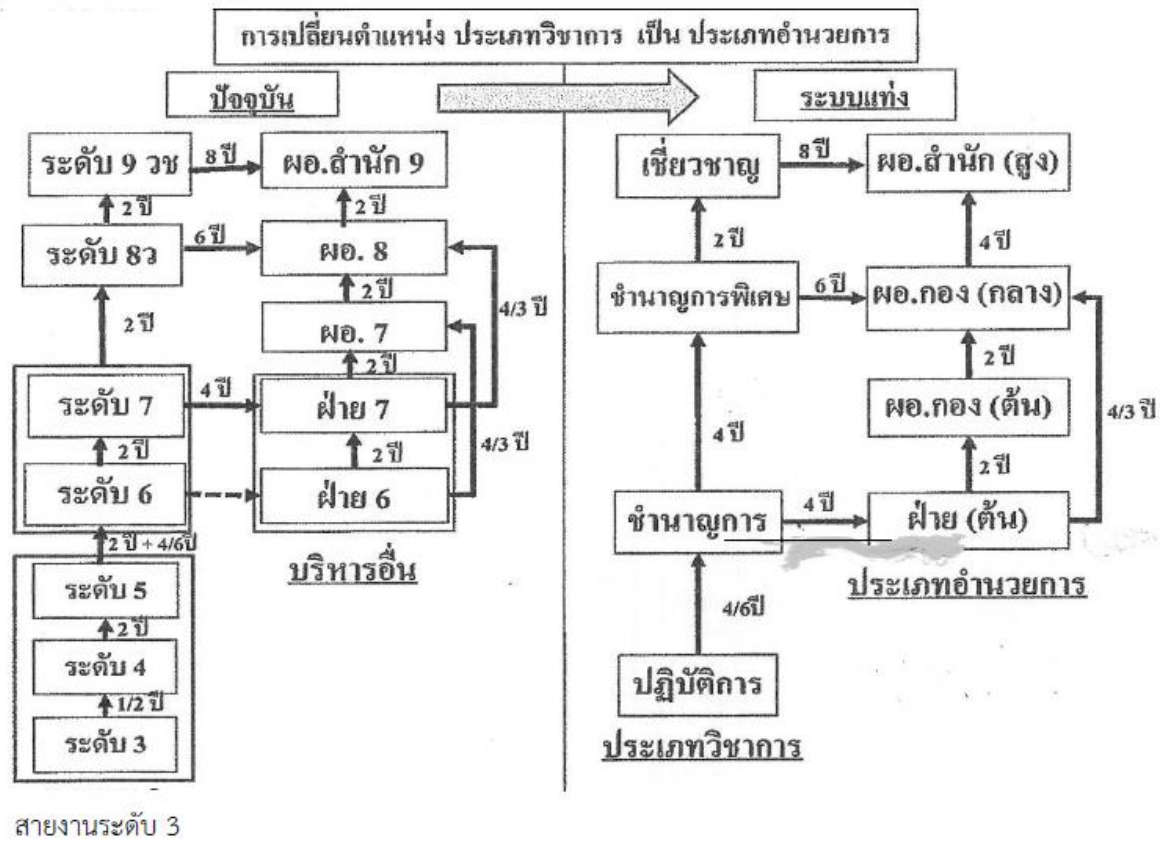 การเปลี่ยนตำแหน่ง ประเภทวิชาการ เป็น ประเภทอำนวยการ
ปัจจุบัน
ระบบแท่ง
ระดับ 9 วช
8 ปี
ผอ.สำนัก 9
2 ปี
2 ปี
ระดับ 8ว
6 ปี
ผอ. 8
2 ปี
4/3 ปี
2 ปี
ผอ. 7
2 ปี
ระดับ 7
4 ปี
ฝ่าย 7
2 ปี
2 ปี
4/3 ปี
ระดับ 6
ฝ่าย 6
2 ปี + 4/6ปี
บริหารอื่น
ระดับ 5
2 ปี
ระดับ 4
1/2 ปี
ระดับ 3
เชี่ยวชาญ
8 ปี
ผอ.สำนัก (สูง)
2 ปี
4 ปี
ชำนาญการพิเศษ
6 ปี
ผอ.กอง (กลาง)
2 ปี
4/3 ปี
ผอ.กอง (ต้น)
4 ปี
2 ปี
ชำนาญการ
4 ปี
ฝ่าย (ต้น)
ประเภทอำนวยการ
4/6ปี
ปฏิบัติการ
ประเภทวิชาการ
สายงานระดับ 3